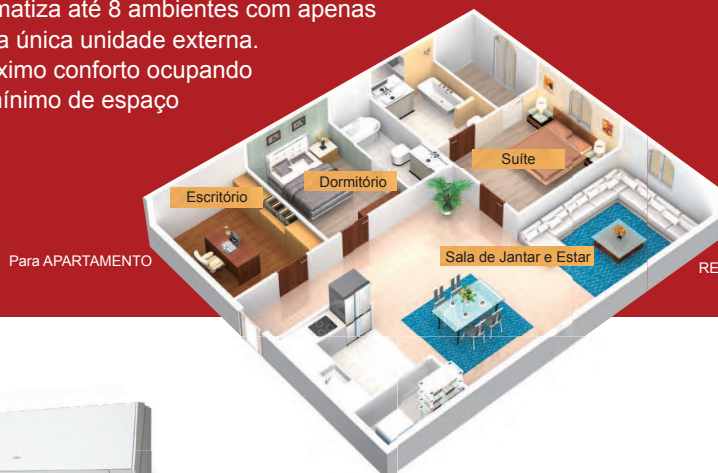 matiza até 8 ambientes com apenas
a única unidade externa.
ximo conforto ocupando
mínimo de espaço
Suíte
Dormitório
Escritório
Sala de Jantar e Estar
Para APARTAMENTO
RE